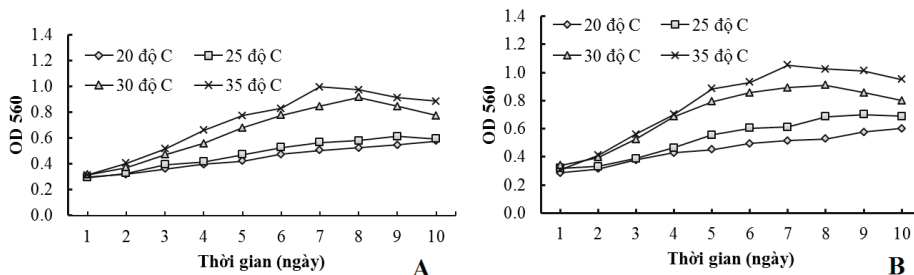 1.4
1.2
1.0
0.8
0.6
0.4
0.2
0.0
OD 560
20 độ C
25 độ C
30 độ C
35 độ C
1 2 3 4 5 6 7 8 9 10
Thời gian (ngày)
A
1.4
1.2
1.0
0.8
0.6
0.4
0.2
0.0
OD 560
20 độ C
25 độ C
30 độ C
35 độ C
1 2 3 4 5 6 7 8 9 10
Thời gian (ngày)
B